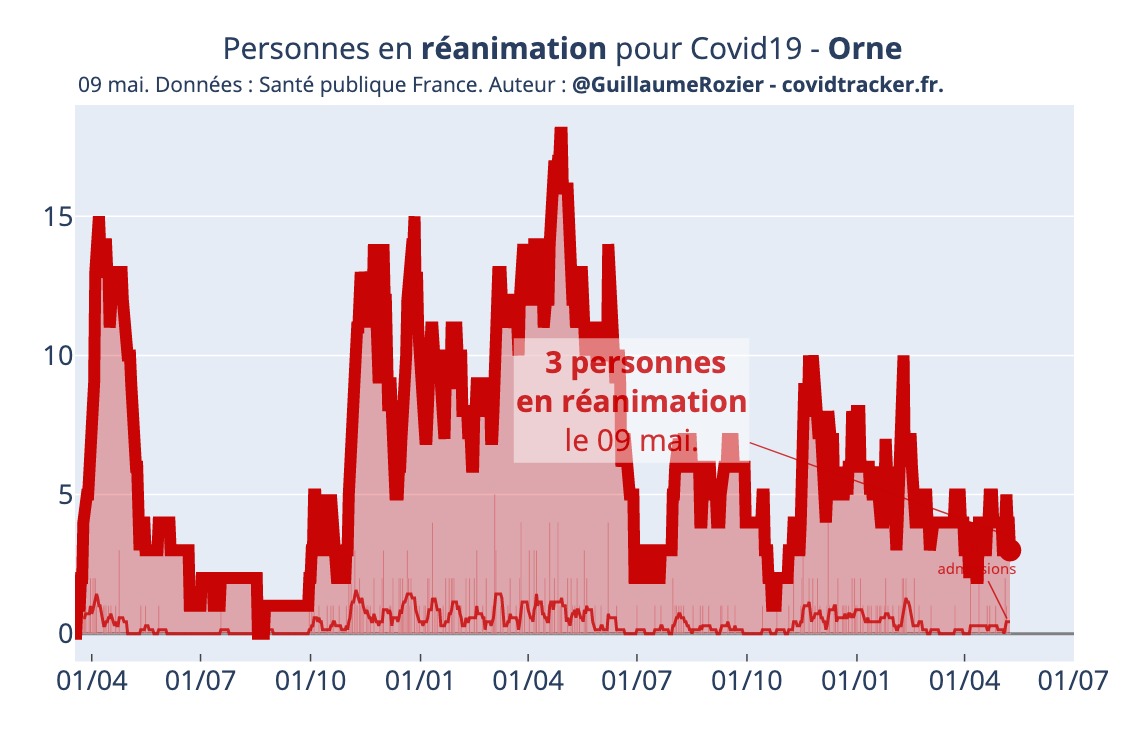 Personnes en réanimation pour Covid19 - Orne
09 mai. Données : Santé publique France. Auteur : @GuillaumeRozier - covidtracker.fr.
15
10
5
0
3 personnes
en réanimation
le 09 mai.
admissions
01/04 01/07 01/10 01/01 01/04 01/07 01/10 01/01 01/04 01/07